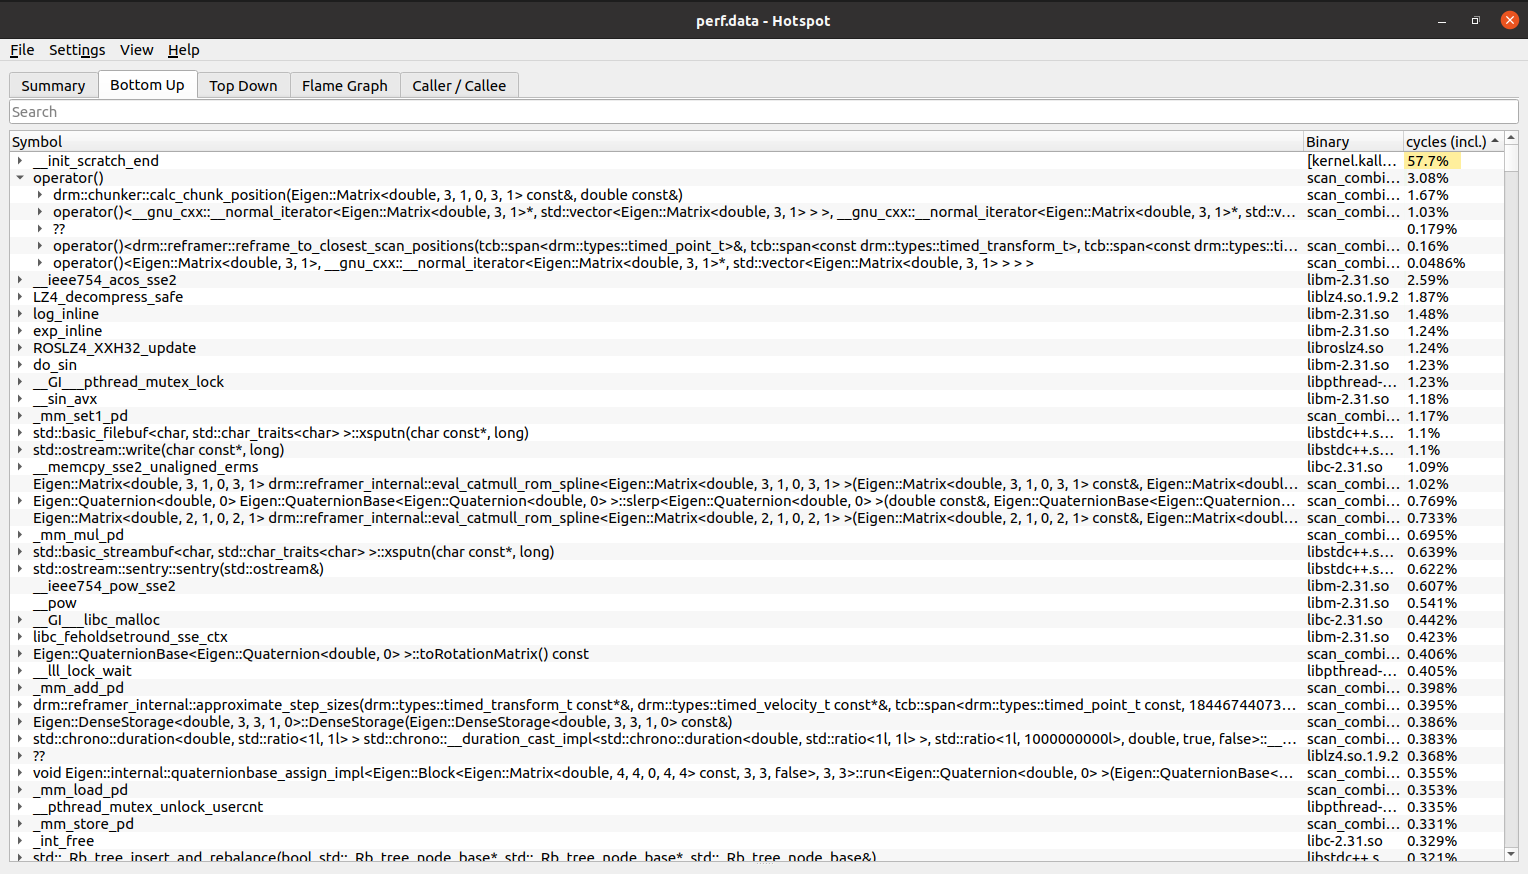 perf.data - Hotspot
File Settings View Help
Summary Bottom Up Top Down Flame Graph Caller / Callee
Search
Symbol Binary cycles (incl.)
__init_scratch_end [kernel.kall... 57.7%
operator() scan_combi... 3.08%
drm::chunker::calc_chunk_position(Eigen::Matrix<double, 3, 1, 0, 3, 1> const&, double const&) scan_combi... 1.67%
operator()<__gnu_cxx::__normal_iterator<Eigen::Matrix<double, 3, 1>*, std::vector<Eigen::Matrix<double, 3, 1> > >, __gnu_cxx::__normal_iterator<Eigen::Matrix<double, 3, 1>*, std::v... scan_combi... 1.03%
?? 0.179%
operator()<drm::reframer::reframe_to_closest_scan_positions(tcb::span<drm::types::timed_point_t>&, tcb::span<const drm::types::timed_transform_t>, tcb::span<const drm::types::ti... scan_combi... 0.16%
operator()<Eigen::Matrix<double, 3, 1>, __gnu_cxx::__normal_iterator<Eigen::Matrix<double, 3, 1>*, std::vector<Eigen::Matrix<double, 3, 1> > > > scan_combi... 0.0486%
__ieee754_acos_sse2 libm-2.31.so 2.59%
LZ4_decompress_safe liblz4.so.1.9.2 1.87%
log_inline libm-2.31.so 1.48%
exp_inline libm-2.31.so 1.24%
ROSLZ4_XXH32_update libroslz4.so 1.24%
do_sin libm-2.31.so 1.23%
__GI___pthread_mutex_lock libpthread-... 1.23%
__sin_avx libm-2.31.so 1.18%
_mm_set1_pd scan_combi... 1.17%
std::basic_filebuf<char, std::char_traits<char> >::xsputn(char const*, long) libstdc++.s... 1.1%
std::ostream::write(char const*, long) libstdc++.s... 1.1%
__memcpy_sse2_unaligned_erms libc-2.31.so 1.09%
Eigen::Matrix<double, 3, 1, 0, 3, 1> drm::reframer_internal::eval_catmull_rom_spline<Eigen::Matrix<double, 3, 1, 0, 3, 1> >(Eigen::Matrix<double, 3, 1, 0, 3, 1> const&, Eigen::Matrix<doubl... scan_combi... 1.02%
Eigen::Quaternion<double, 0> Eigen::QuaternionBase<Eigen::Quaternion<double, 0> >::slerp<Eigen::Quaternion<double, 0> >(double const&, Eigen::QuaternionBase<Eigen::Quaternion... scan_combi... 0.769%
Eigen::Matrix<double, 2, 1, 0, 2, 1> drm::reframer_internal::eval_catmull_rom_spline<Eigen::Matrix<double, 2, 1, 0, 2, 1> >(Eigen::Matrix<double, 2, 1, 0, 2, 1> const&, Eigen::Matrix<doubl... scan_combi... 0.733%
_mm_mul_pd scan_combi... 0.695%
std::basic_streambuf<char, std::char_traits<char> >::xsputn(char const*, long) libstdc++.s... 0.639%
std::ostream::sentry::sentry(std::ostream&) libstdc++.s... 0.622%
__ieee754_pow_sse2 libm-2.31.so 0.607%
__pow libm-2.31.so 0.541%
__GI___libc_malloc libc-2.31.so 0.442%
libc_feholdsetround_sse_ctx libm-2.31.so 0.423%
Eigen::QuaternionBase<Eigen::Quaternion<double, 0> >::toRotationMatrix() const scan_combi... 0.406%
__lll_lock_wait libpthread-... 0.405%
_mm_add_pd scan_combi... 0.398%
drm::reframer_internal::approximate_step_sizes(drm::types::timed_transform_t const*&, drm::types::timed_velocity_t const*&, tcb::span<drm::types::timed_point_t const, 18446744073... scan_combi... 0.395%
Eigen::DenseStorage<double, 3, 3, 1, 0>::DenseStorage(Eigen::DenseStorage<double, 3, 3, 1, 0> const&) scan_combi... 0.386%
std::chrono::duration<double, std::ratio<1l, 1l> > std::chrono::__duration_cast_impl<std::chrono::duration<double, std::ratio<1l, 1l> >, std::ratio<1l, 1000000000l>, double, true, false>::__... scan_combi... 0.383%
?? liblz4.so.1.9.2 0.368%
void Eigen::internal::quaternionbase_assign_impl<Eigen::Block<Eigen::Matrix<double, 4, 4, 0, 4, 4> const, 3, 3, false>, 3, 3>::run<Eigen::Quaternion<double, 0> >(Eigen::QuaternionBase<... scan_combi... 0.355%
_mm_load_pd scan_combi... 0.353%
__pthread_mutex_unlock_usercnt libpthread-... 0.335%
_mm_store_pd scan_combi... 0.331%
_int_free libc-2.31.so 0.329%
std::_Rb_tree_insert_and_rebalance(bool, std::_Rb_tree_node_base*, std::_Rb_tree_node_base*, std::_Rb_tree_node_base&) libstdc++.s... 0.321%